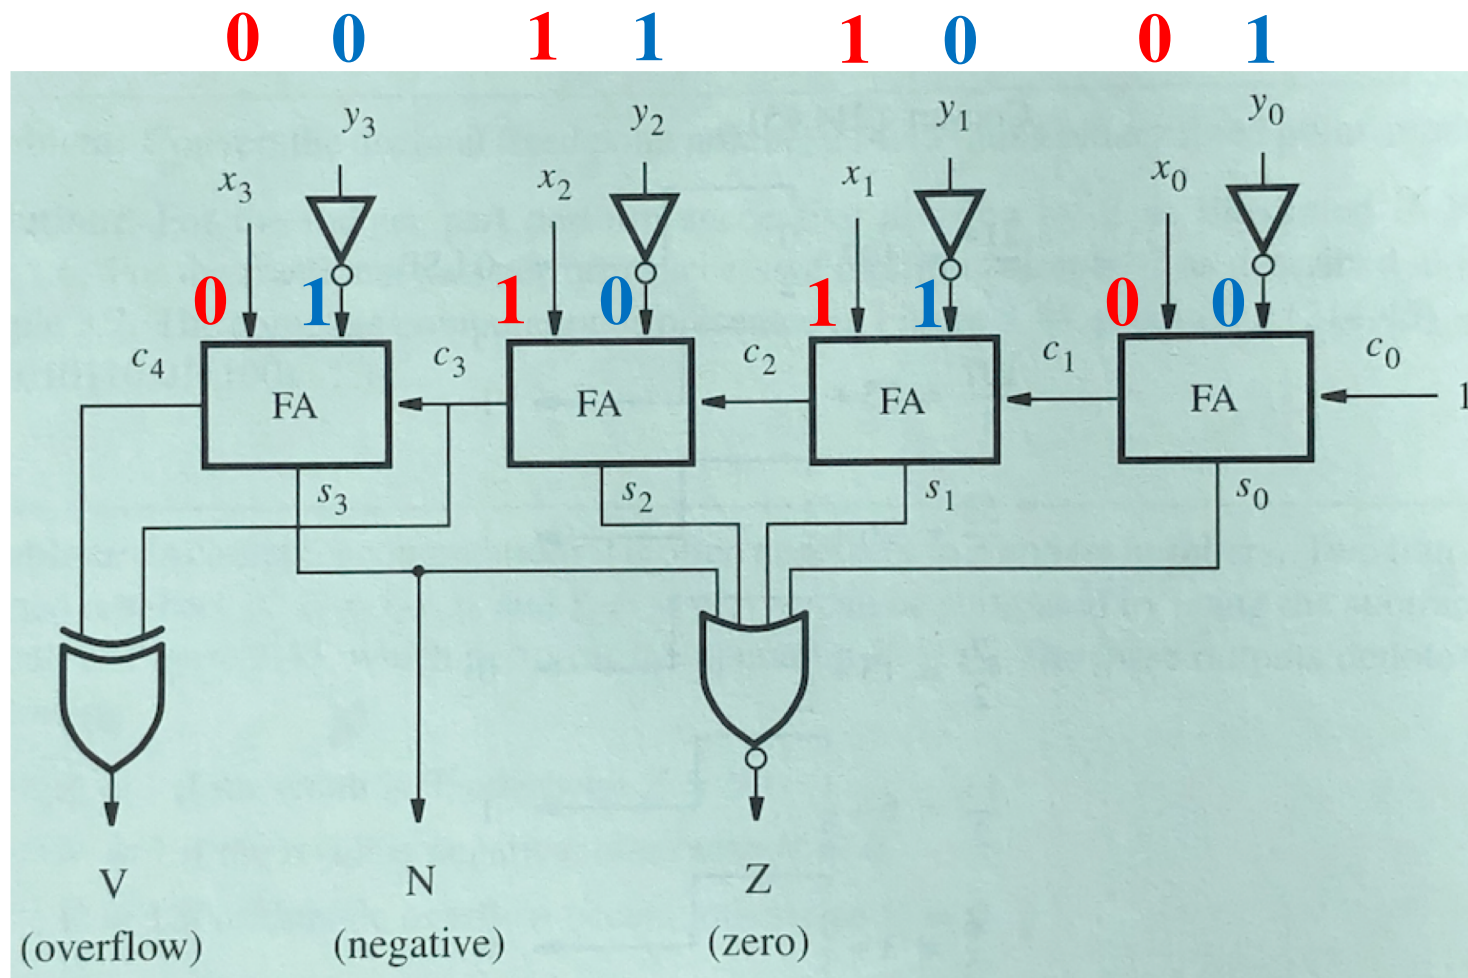 0 0 1 1 1 0 0 1
y3 y2 y1 y0
x3 x2 x1 x0
0 1 1 0 1 1 0 0
c4 c3 c2 c1 c0
FA FA FA FA 1
s3 s2 s1 s0
V N Z
(overflow) (negative) (zero)